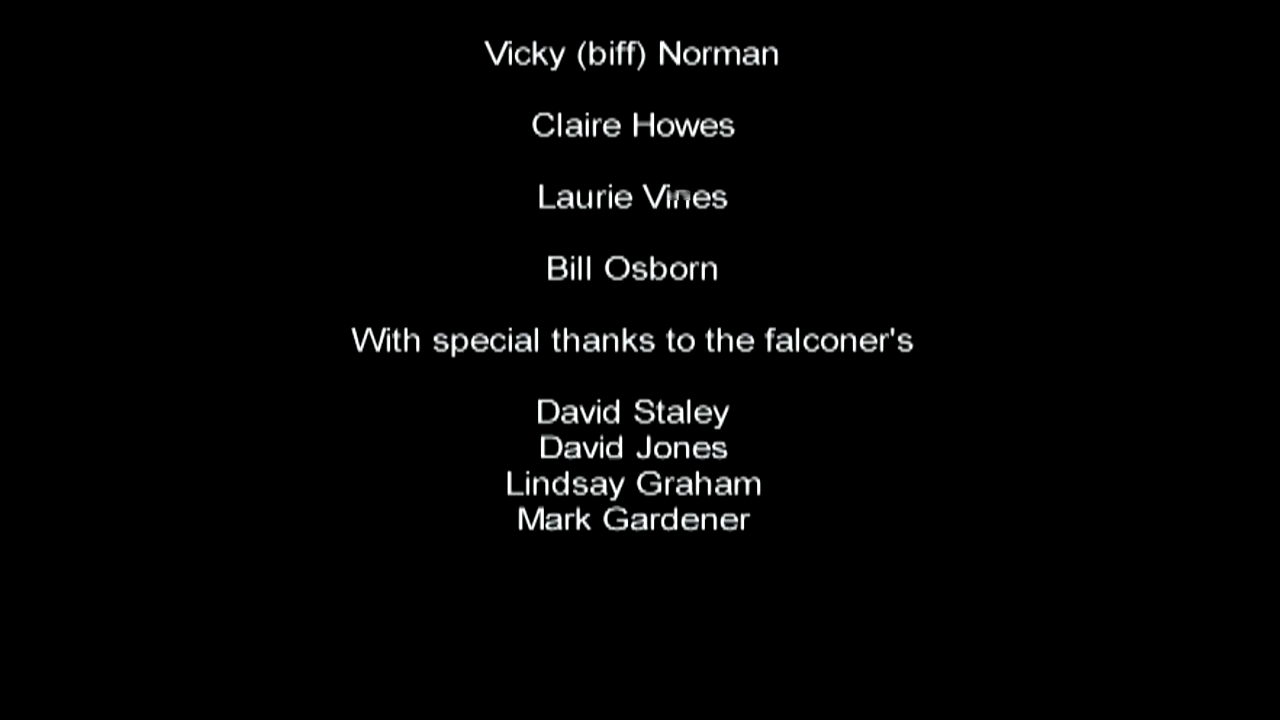 Vicky (biff) Norman
Claire Howes
Laurie Vines
Bill Osborn
With special thanks to the falconer's
David Staley
David Jones
Lindsay Graham
Mark Gardener